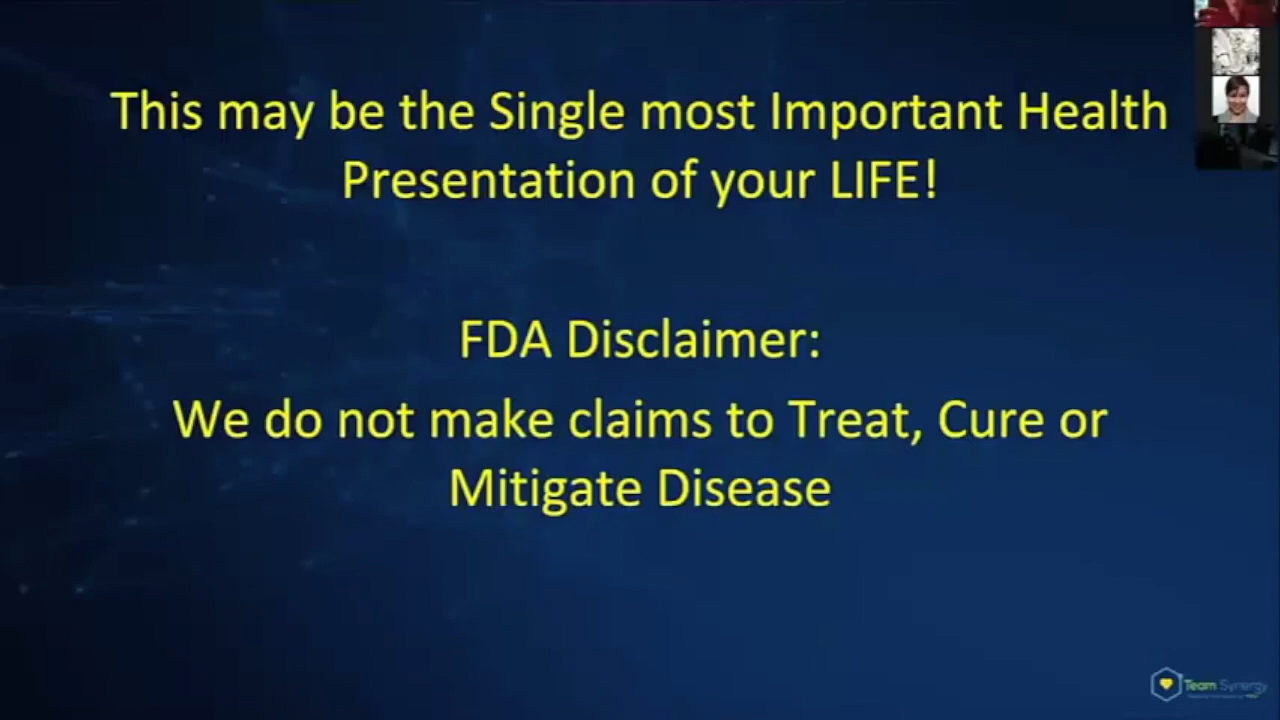 This may be the Single most Important Health
Presentation of your LIFE!
FDA Disclaimer:
We do not make claims to Treat, Cure or
Mitigate Disease
Team Synergy